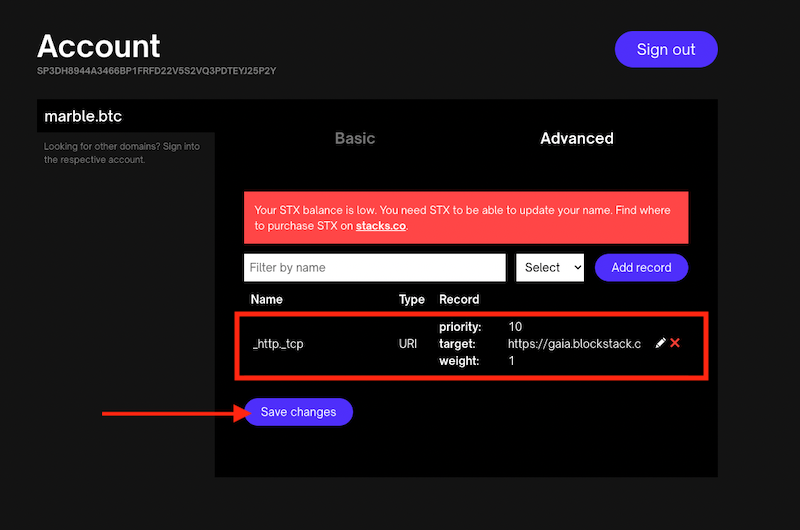 Account
Sign out
SP3DH8944A3466BP1FRFD22V5S2VQ3PDTEYJ25P2Y
marble.btc
Looking for other domains? Sign into
the respective account.
Basic
Advanced
Your STX balance is low. You need STX to be able to update your name. Find where
to purchase STX on stacks.co.
Filter by name
Select
Add record
Name Type Record
priority: 10
_http._tcp URI target: https://gaia.blockstack.c
weight: 1
Save changes